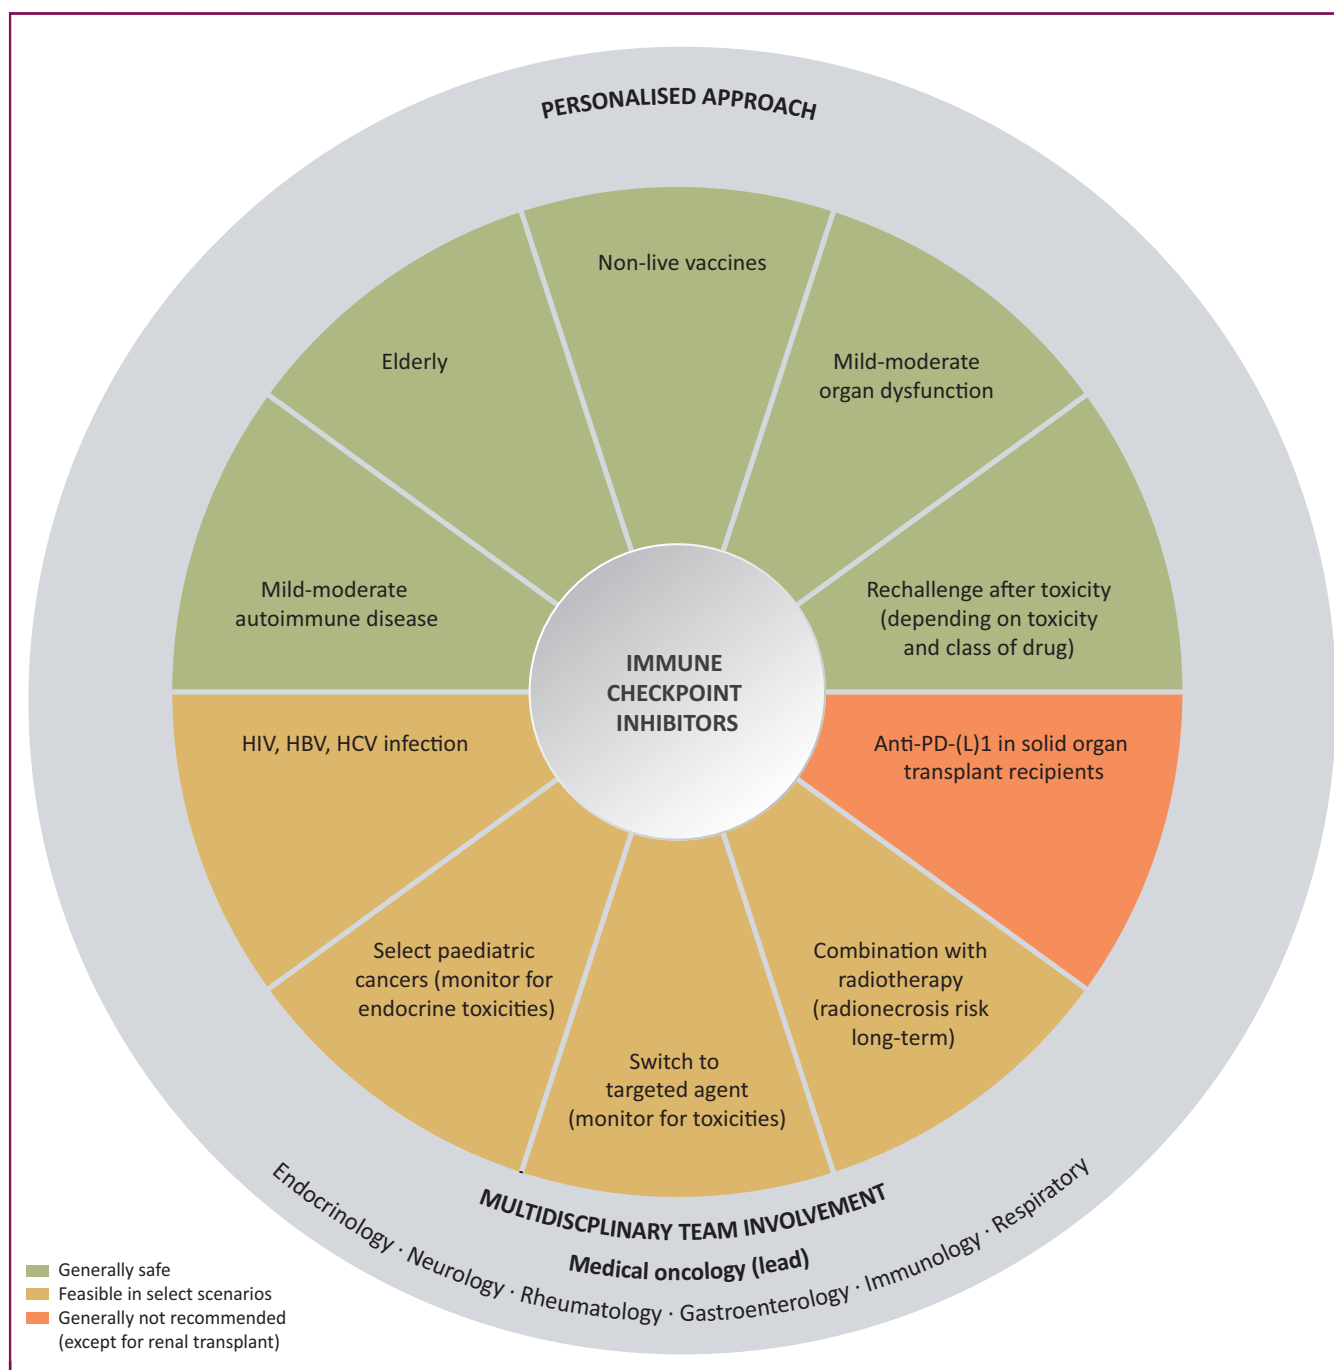 PERSONALISED APPROACH
Non-live vaccines
Elderly
Mild-moderate
organ dysfunction
Mild-moderate
autoimmune disease
Rechallenge after toxicity
(depending on toxicity
and class of drug)
IMMUNE
CHECKPOINT
INHIBITORS
HIV, HBV, HCV infection
Anti-PD-(L)1 in solid organ
transplant recipients
Select paediatric
cancers (monitor for
endocrine toxicities)
Combination with
radiotherapy
(radionecrosis risk
long-term)
Switch to
targeted agent
(monitor for toxicities)
MULTIDISCPLINARY TEAM INVOLVEMENT
Medical oncology (lead)
Endocrinology · Neurology · Rheumatology · Gastroenterology · Immunology · Respiratory
Generally safe
Feasible in select scenarios
Generally not recommended
(except for renal transplant)